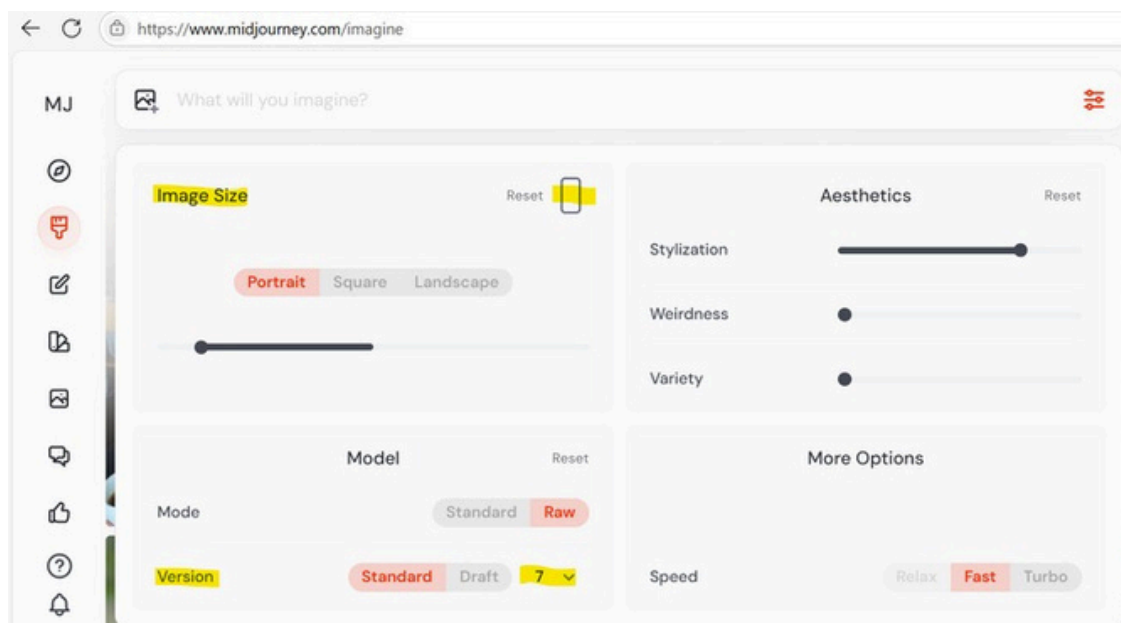 https://www.midjourney.com/imagine
MJ
What will you imagine?
Image Size
Reset
Portrait Square Landscape
Aesthetics
Reset
Stylization
Weirdness
Variety
Model
Reset
Mode
Standard Raw
Version
Standard Draft 7
More Options
Speed
Relax Fast Turbo